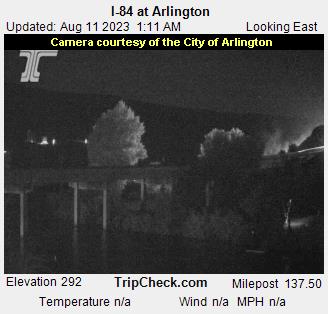 I-84 at Arlington
Updated: Aug 11 2023 1:11 AM Looking East
Camera courtesy of the City of Arlington
Elevation 292 TripCheck.com Milepost 137.50
Temperature n/a Wind n/a MPH n/a